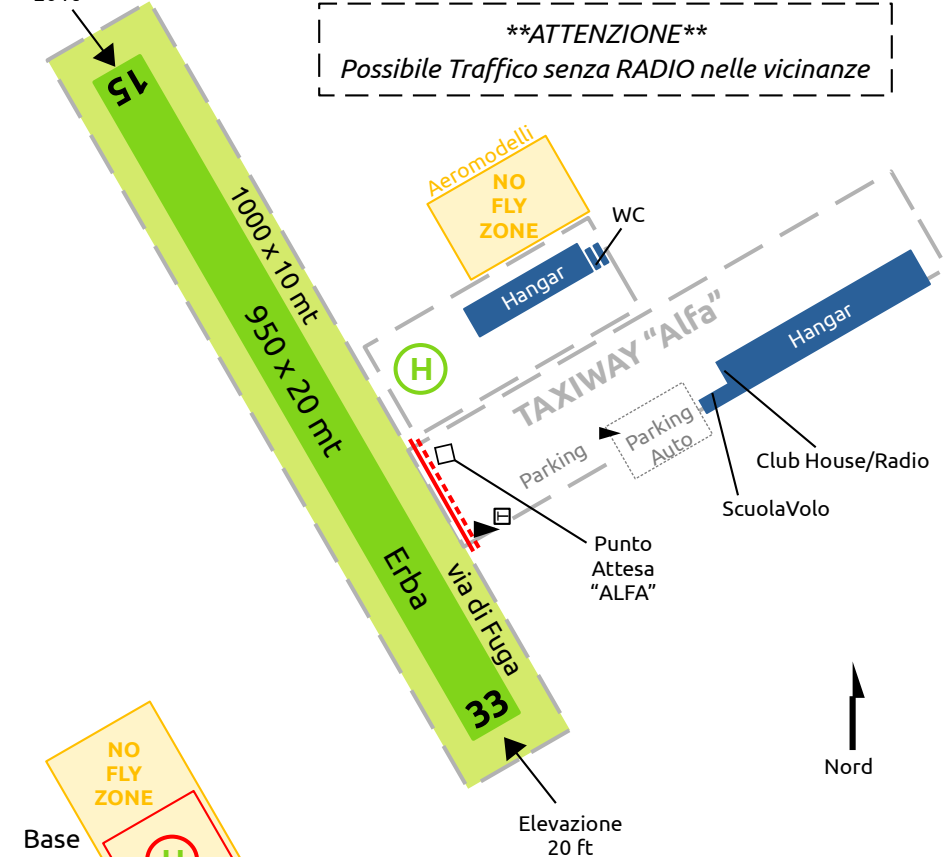 **ATTENZIONE**
Possibile Traffico senza RADIO nelle vicinanze
15
Aeromodelli
NO
FLY
ZONE
WC
Hangar
1000 x 10 mt
950 x 20 mt
H
TAXIWAY “Alfa”
Hangar
Parking
Parking
Auto
Club House/Radio
ScuolaVolo
Punto
Attesa
“ALFA”
Erba
via di Fuga
33
Nord
Elevazione
20 ft
NO
FLY
ZONE
Base